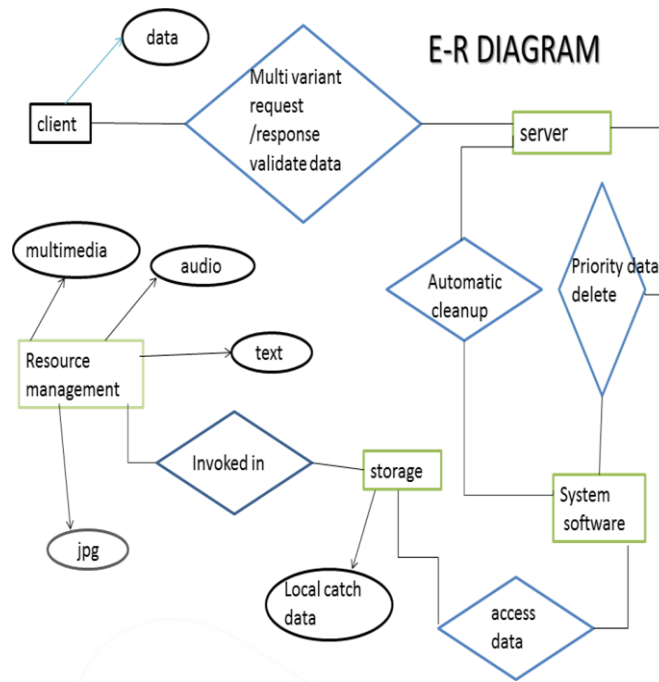 data
E-R DIAGRAM
client
Multi variant
request
/response
validate data
server
multimedia
audio
Automatic
cleanup
Priority data
delete
Resource
management
text
Invoked in
storage
System
software
jpg
Local catch
data
access
data